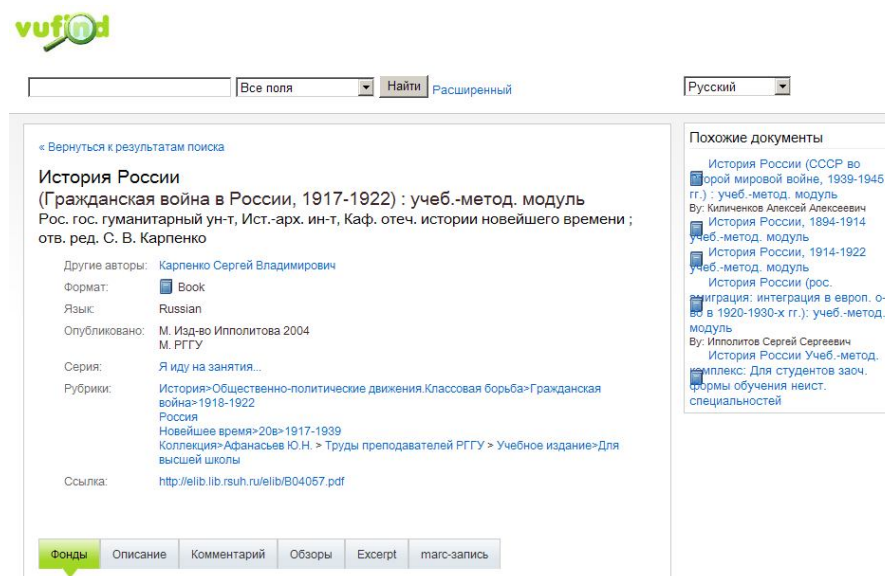 vufind
Все поля
Найти
Расширенный
Русский
« Вернуться к результатам поиска
История России
(Гражданская война в России, 1917-1922) : учеб.-метод. модуль
Рос. гос. гуманитарный ун-т, Ист.-арх. ин-т, Каф. отеч. истории новейшего времени ;
отв. ред. С. В. Карпенко
Другие авторы: Карпенко Сергей Владимирович
Формат: Book
Язык: Russian
Опубликовано: М. Изд-во Ипполитова 2004
М. РГГУ
Серия: Я иду на занятия...
Рубрики: История>Общественно-политические движения.Классовая борьба>Гражданская
война>1918-1922
Россия
Новейшее время>20в>1917-1939
Коллекция>Афанасьев Ю.Н. > Труды преподавателей РГГУ > Учебное издание>Для
высшей школы
Ссылка: http://elib.lib.rsuh.ru/elib/B04057.pdf
Фонды Описание Комментарий Обзоры Excerpt marc-запись
Похожие документы
История России (СССР во
второй мировой войне, 1939-1945
гг.) : учеб.-метод. модуль
By: Киличенков Алексей Алексеевич
История России, 1894-1914
учеб.-метод. модуль
История России, 1914-1922
учеб.-метод. модуль
История России (рос.
эмиграция: интеграция в европ. о-
во в 1920-1930-х гг.): учеб.-метод.
модуль
By: Ипполитов Сергей Сергеевич
История России Учеб.-метод.
комплекс: Для студентов заоч.
формы обучения неист.
специальностей